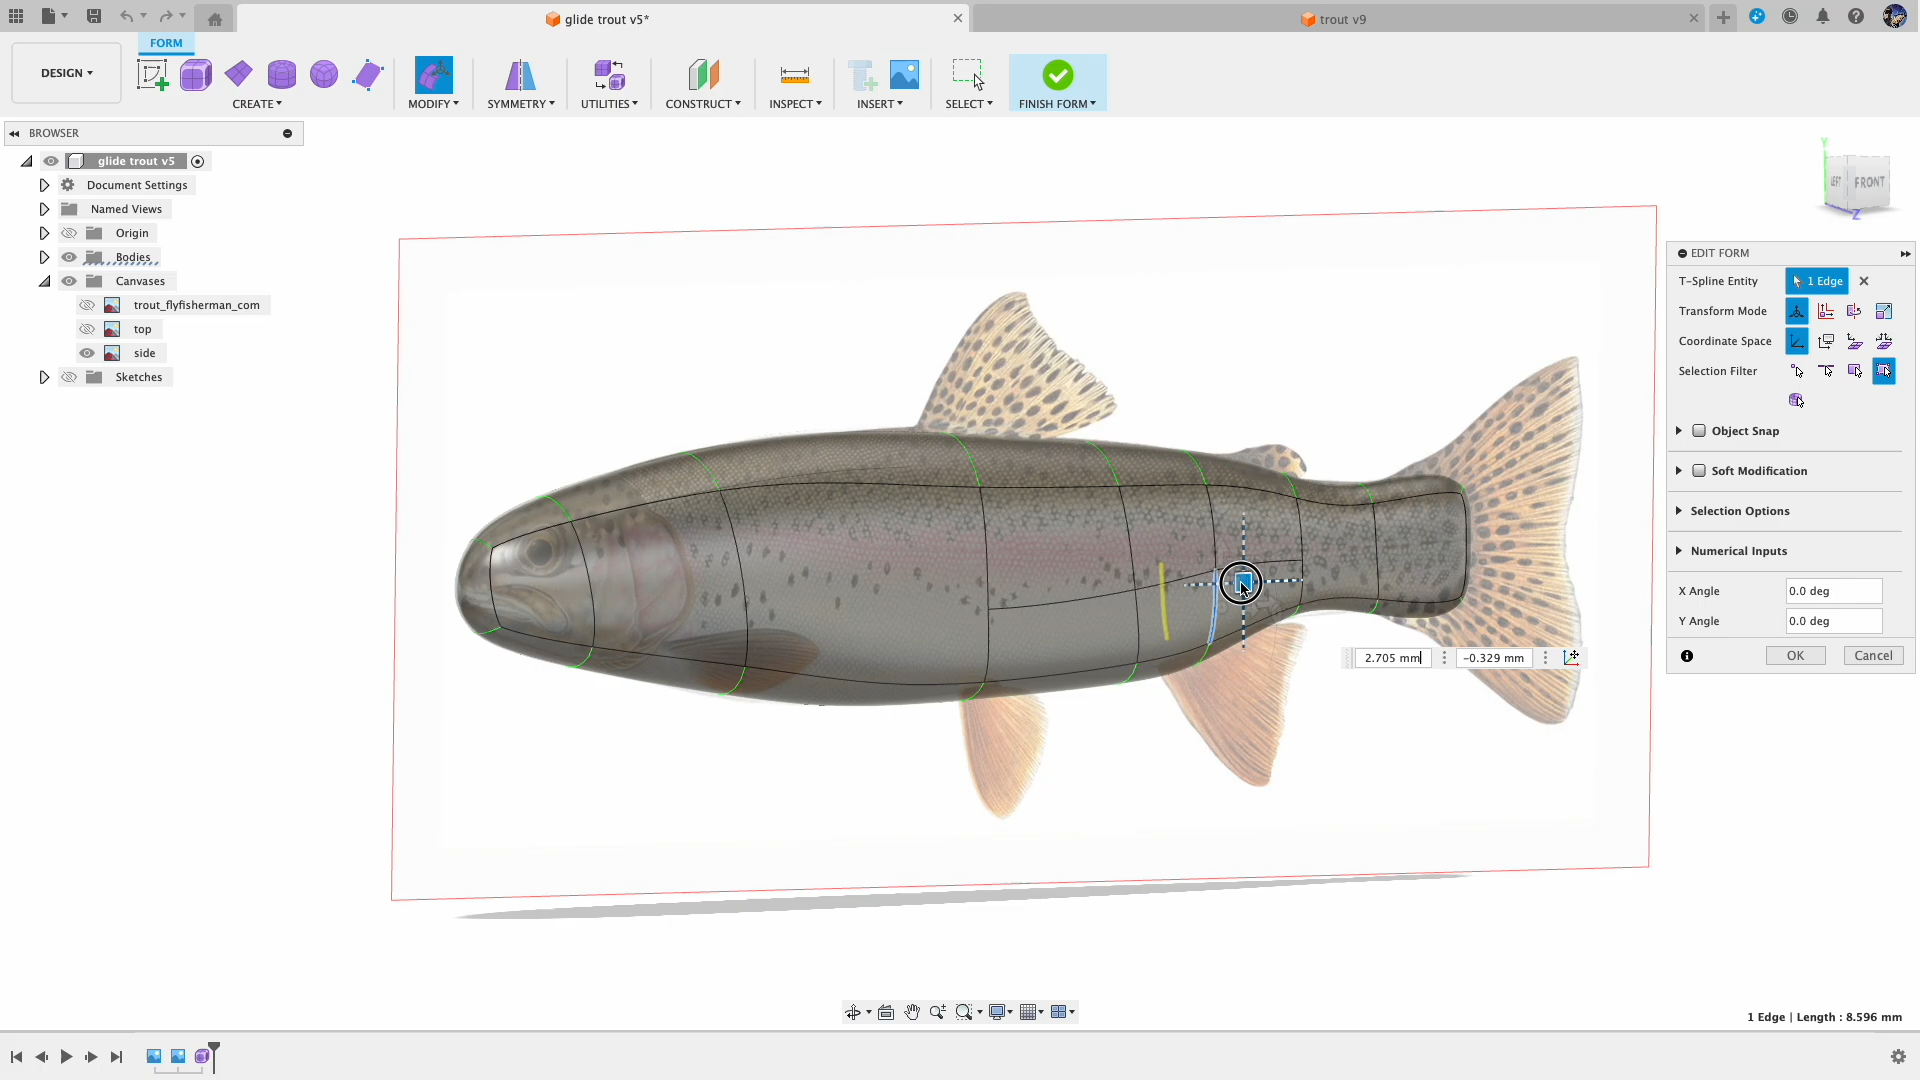 glide trout v5*
trout v9
FORM
DESIGN
CREATE
MODIFY
SYMMETRY
UTILITIES
CONSTRUCT
INSPECT
INSERT
SELECT
FINISH FORM
BROWSER
glide trout v5
Document Settings
Named Views
Origin
Bodies
Canvases
trout_flyfisherman_com
top
side
Sketches
Y
LEFT
FRONT
Z
EDIT FORM
T-Spline Entity
1 Edge
Transform Mode
Coordinate Space
Selection Filter
Object Snap
Soft Modification
Selection Options
Numerical Inputs
X Angle
0.0 deg
Y Angle
0.0 deg
OK
Cancel
2.705 mm
-0.329 mm
1 Edge | Length : 8.596 mm